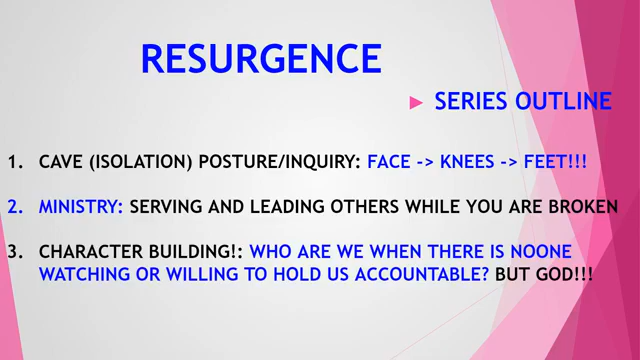 RESURGENCE
► SERIES OUTLINE
1. CAVE (ISOLATION) POSTURE/INQUIRY: FACE -> KNEES -> FEET!!!
2. MINISTRY: SERVING AND LEADING OTHERS WHILE YOU ARE BROKEN
3. CHARACTER BUILDING!: WHO ARE WE WHEN THERE IS NOONE
WATCHING OR WILLING TO HOLD US ACCOUNTABLE? BUT GOD!!!